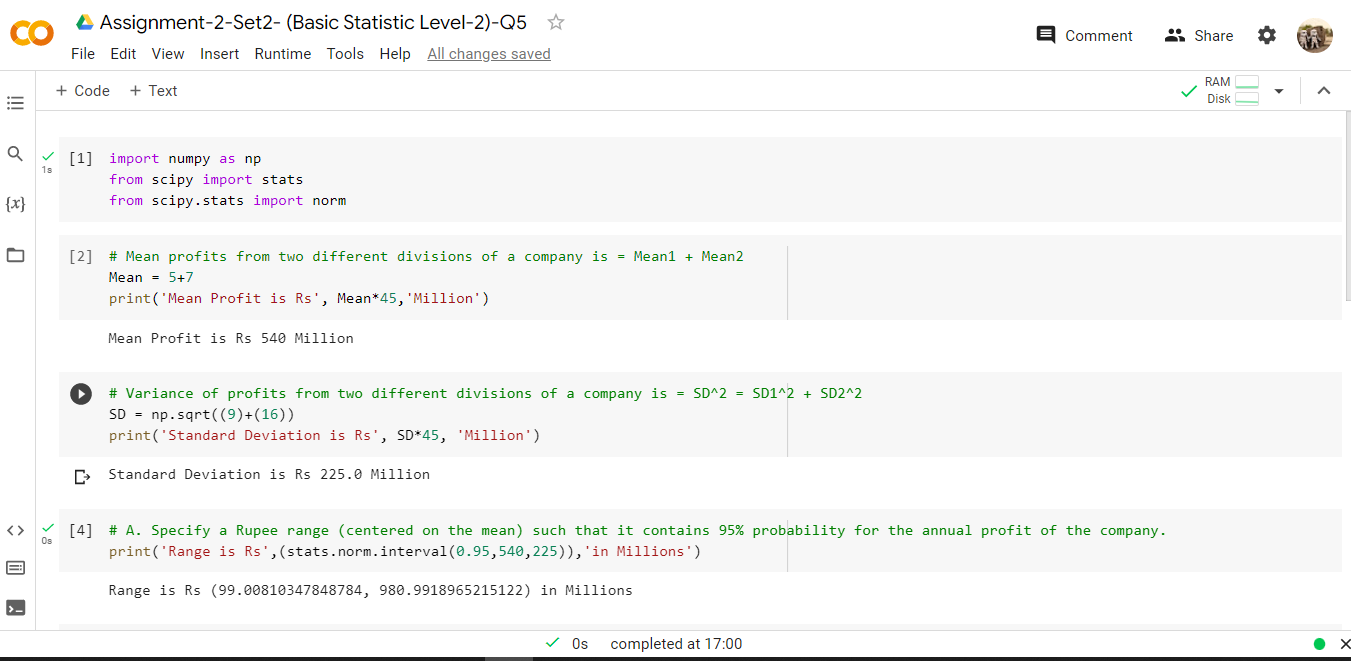 Assignment-2-Set2- (Basic Statistic Level-2)-Q5
File Edit View Insert Runtime Tools Help All changes saved
Comment Share
+ Code + Text
RAM
Disk
1s
[1] import numpy as np
from scipy import stats
from scipy.stats import norm
{x}
[2] # Mean profits from two different divisions of a company is = Mean1 + Mean2
Mean = 5+7
print('Mean Profit is Rs', Mean*45,'Million')
Mean Profit is Rs 540 Million
# Variance of profits from two different divisions of a company is = SD^2 = SD1^2 + SD2^2
SD = np.sqrt((9)+(16))
print('Standard Deviation is Rs', SD*45, 'Million')
Standard Deviation is Rs 225.0 Million
0s
[4] # A. Specify a Rupee range (centered on the mean) such that it contains 95% probability for the annual profit of the company.
print('Range is Rs',(stats.norm.interval(0.95,540,225)),'in Millions')
Range is Rs (99.00810347848784, 980.9918965215122) in Millions
0s completed at 17:00